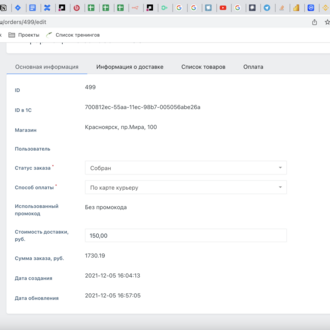 /orders/499/edit
Проекты
Список тренингов
Основная информация
Информация о доставке
Список товаров
Оплата
ID
499
ID в 1С
700812ec-55aa-11ec-98b7-005056abe26a
Магазин
Красноярск, пр.Мира, 100
Пользователь
Статус заказа *
Собран
Способ оплаты *
По карте курьеру
Использованный промокод
Без промокода
Стоимость доставки, руб.
150,00
Сумма заказа, руб.
1730.19
Дата создания
2021-12-05 16:04:13
Дата обновления
2021-12-05 16:57:05